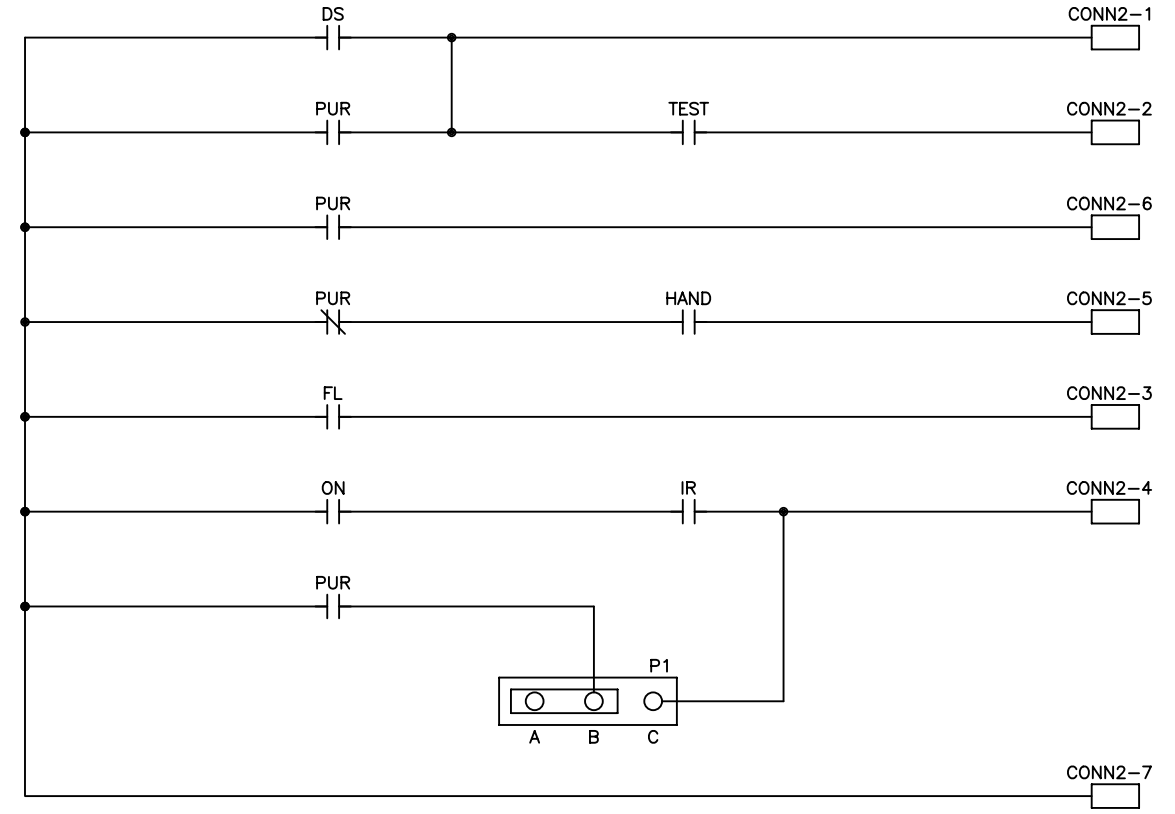 DS CONN2-1
PUR TEST CONN2-2
PUR CONN2-6
PUR HAND CONN2-5
FL CONN2-3
ON IR CONN2-4
PUR
P1
A B C
CONN2-7